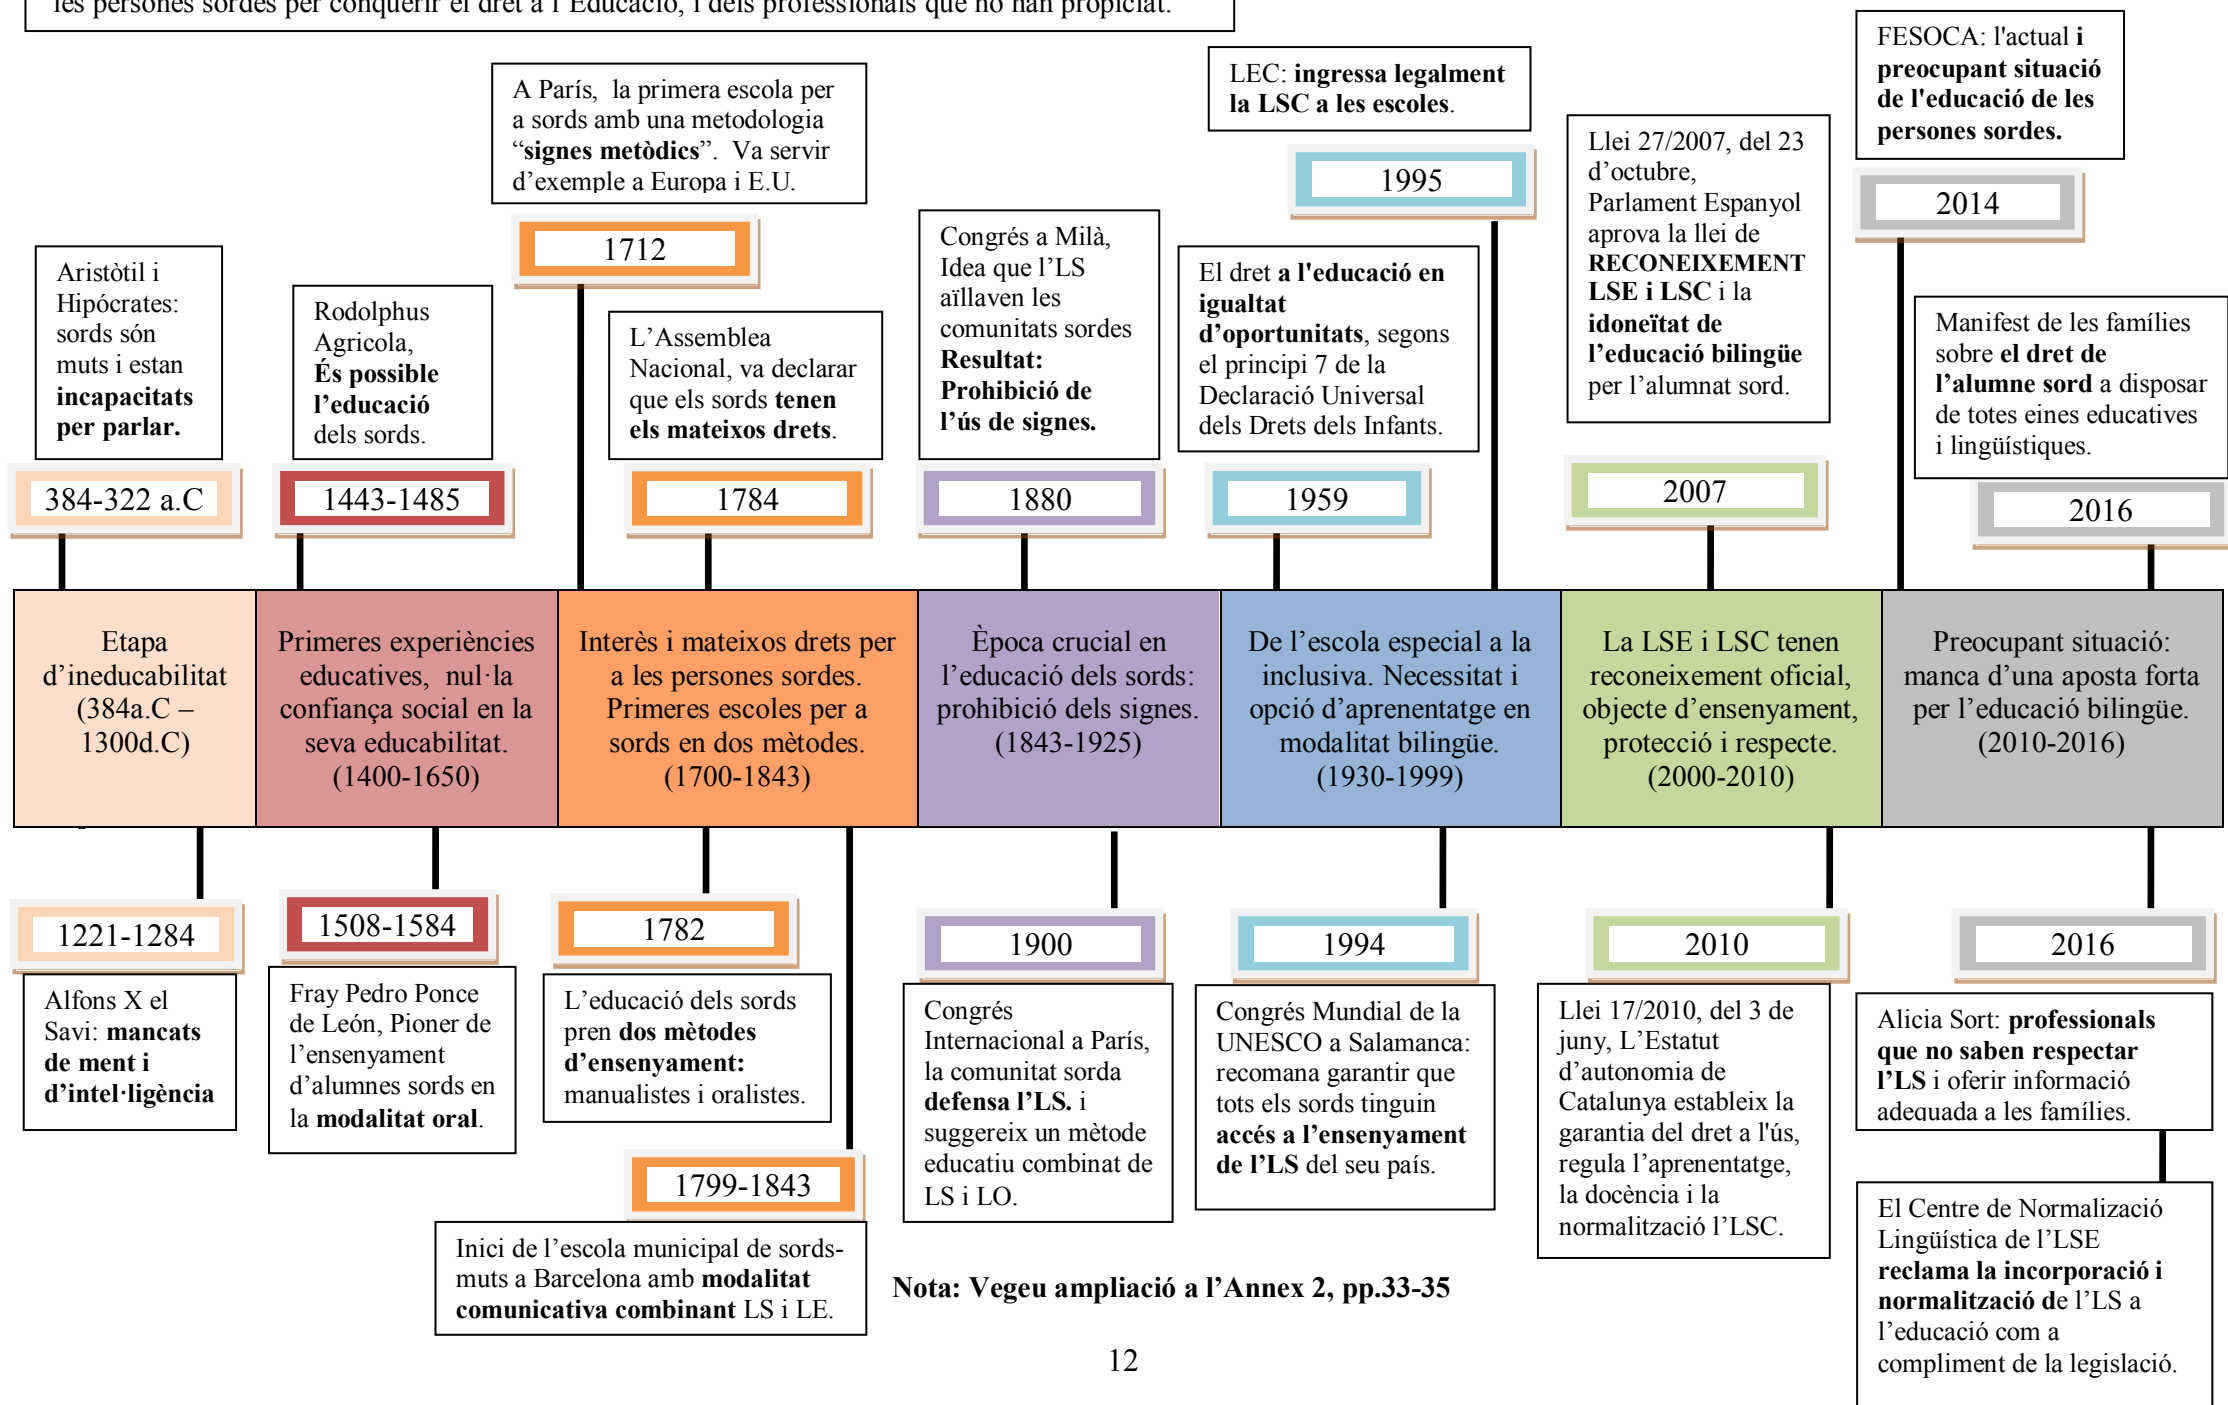 les persones sordes per conquerir el dret a l'Educació, i dels professionals que ho han propiciat.
A París, la primera escola per
a sords amb una metodologia
“signes metòdics”. Va servir
d’exemple a Europa i E.U.
1712
LEC: ingressa legalment
la LSC a les escoles.
1995
FESOCA: l'actual i
preocupant situació
de l'educació de les
persones sordes.
2014
Aristòtil i
Hipócrates:
sords són
muts i estan
incapacitats
per parlar.
384-322 a.C
Rodolphus
Agricola,
És possible
l’educació
dels sords.
1443-1485
L’Assemblea
Nacional, va declarar
que els sords tenen
els mateixos drets.
1784
Congrés a Milà,
Idea que l’LS
aïllaven les
comunitats sordes
Resultat:
Prohibició de
l’ús de signes.
1880
El dret a l'educació en
igualtat
d’oportunitats, segons
el principi 7 de la
Declaració Universal
dels Drets dels Infants.
1959
Llei 27/2007, del 23
d’octubre,
Parlament Espanyol
aprova la llei de
RECONEIXEMENT
LSE i LSC i la
idoneïtat de
l’educació bilingüe
per l’alumnat sord.
2007
Manifest de les famílies
sobre el dret de
l’alumne sord a disposar
de totes eines educatives
i lingüístiques.
2016
Etapa
d’ineducabilitat
(384a.C –
1300d.C)
Primeres experiències
educatives, nul·la
confiança social en la
seva educabilitat.
(1400-1650)
Interès i mateixos drets per
a les persones sordes.
Primeres escoles per a
sords en dos mètodes.
(1700-1843)
Època crucial en
l’educació dels sords:
prohibició dels signes.
(1843-1925)
De l’escola especial a la
inclusiva. Necessitat i
opció d’aprenentatge en
modalitat bilingüe.
(1930-1999)
La LSE i LSC tenen
reconeixement oficial,
objecte d’ensenyament,
protecció i respecte.
(2000-2010)
Preocupant situació:
manca d’una aposta forta
per l’educació bilingüe.
(2010-2016)
1221-1284
Alfons X el
Savi: mancats
de ment i
d’intel·ligència
1508-1584
Fray Pedro Ponce
de León, Pioner de
l’ensenyament
d’alumnes sords en
la modalitat oral.
1782
L’educació dels sords
pren dos mètodes
d’ensenyament:
manualistes i oralistes.
1799-1843
Inici de l’escola municipal de sords-
muts a Barcelona amb modalitat
comunicativa combinant LS i LE.
1900
Congrés
Internacional a París,
la comunitat sorda
defensa l’LS. i
suggereix un mètode
educatiu combinat de
LS i LO.
1994
Congrés Mundial de la
UNESCO a Salamanca:
recomana garantir que
tots els sords tinguin
accés a l’ensenyament
de l’LS del seu país.
2010
Llei 17/2010, del 3 de
juny, L’Estatut
d’autonomia de
Catalunya estableix la
garantia del dret a l'ús,
regula l’aprenentatge,
la docència i la
normalització l’LSC.
2016
Alicia Sort: professionals
que no saben respectar
l’LS i oferir informació
adequada a les famílies.
El Centre de Normalizació
Lingüística de l’LSE
reclama la incorporació i
normalització de l’LS a
l’educació com a
compliment de la legislació.
Nota: Vegeu ampliació a l’Annex 2, pp.33-35
12